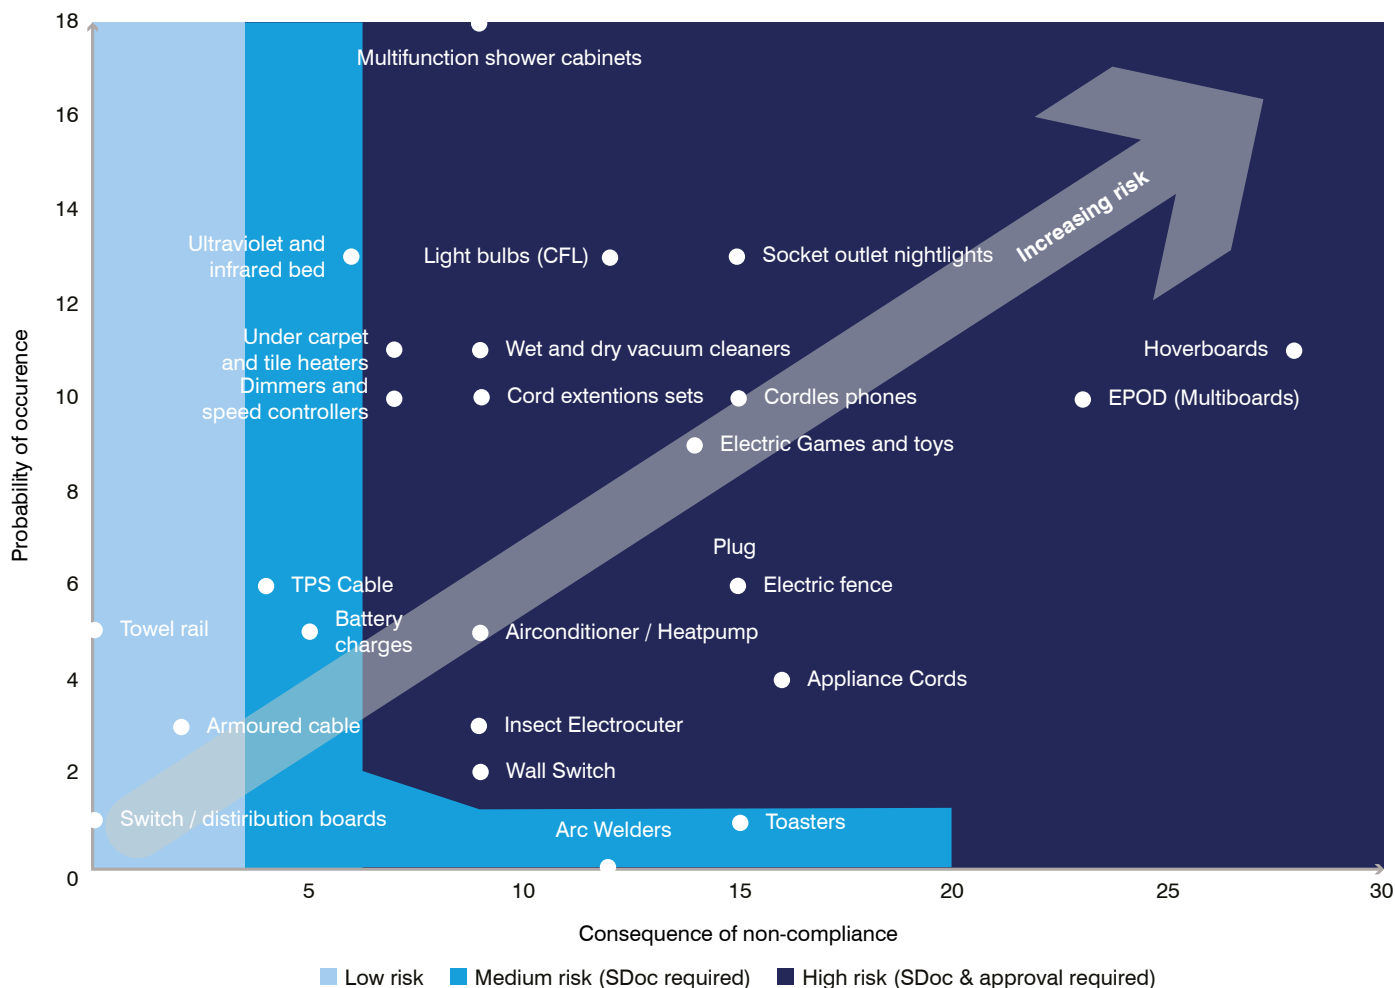 18
Multifunction shower cabinets
16
Increasing risk
14
Ultraviolet and
infrared bed
Light bulbs (CFL)
Socket outlet nightlights
12
Under carpet
and tile heaters
Wet and dry vacuum cleaners
Hoverboards
Dimmers and
speed controllers
10
Cord extentions sets
Cordles phones
EPOD (Multiboards)
Electric Games and toys
Probability of occurence
8
Plug
6
TPS Cable
Electric fence
Towel rail
Battery
charges
Airconditioner / Heatpump
4
Appliance Cords
Armoured cable
Insect Electrocuter
2
Wall Switch
Switch / distiribution boards
Arc Welders
Toasters
0
5
10
15
20
25
30
Consequence of non-compliance
Low risk
Medium risk (SDoc required)
High risk (SDoc & approval required)